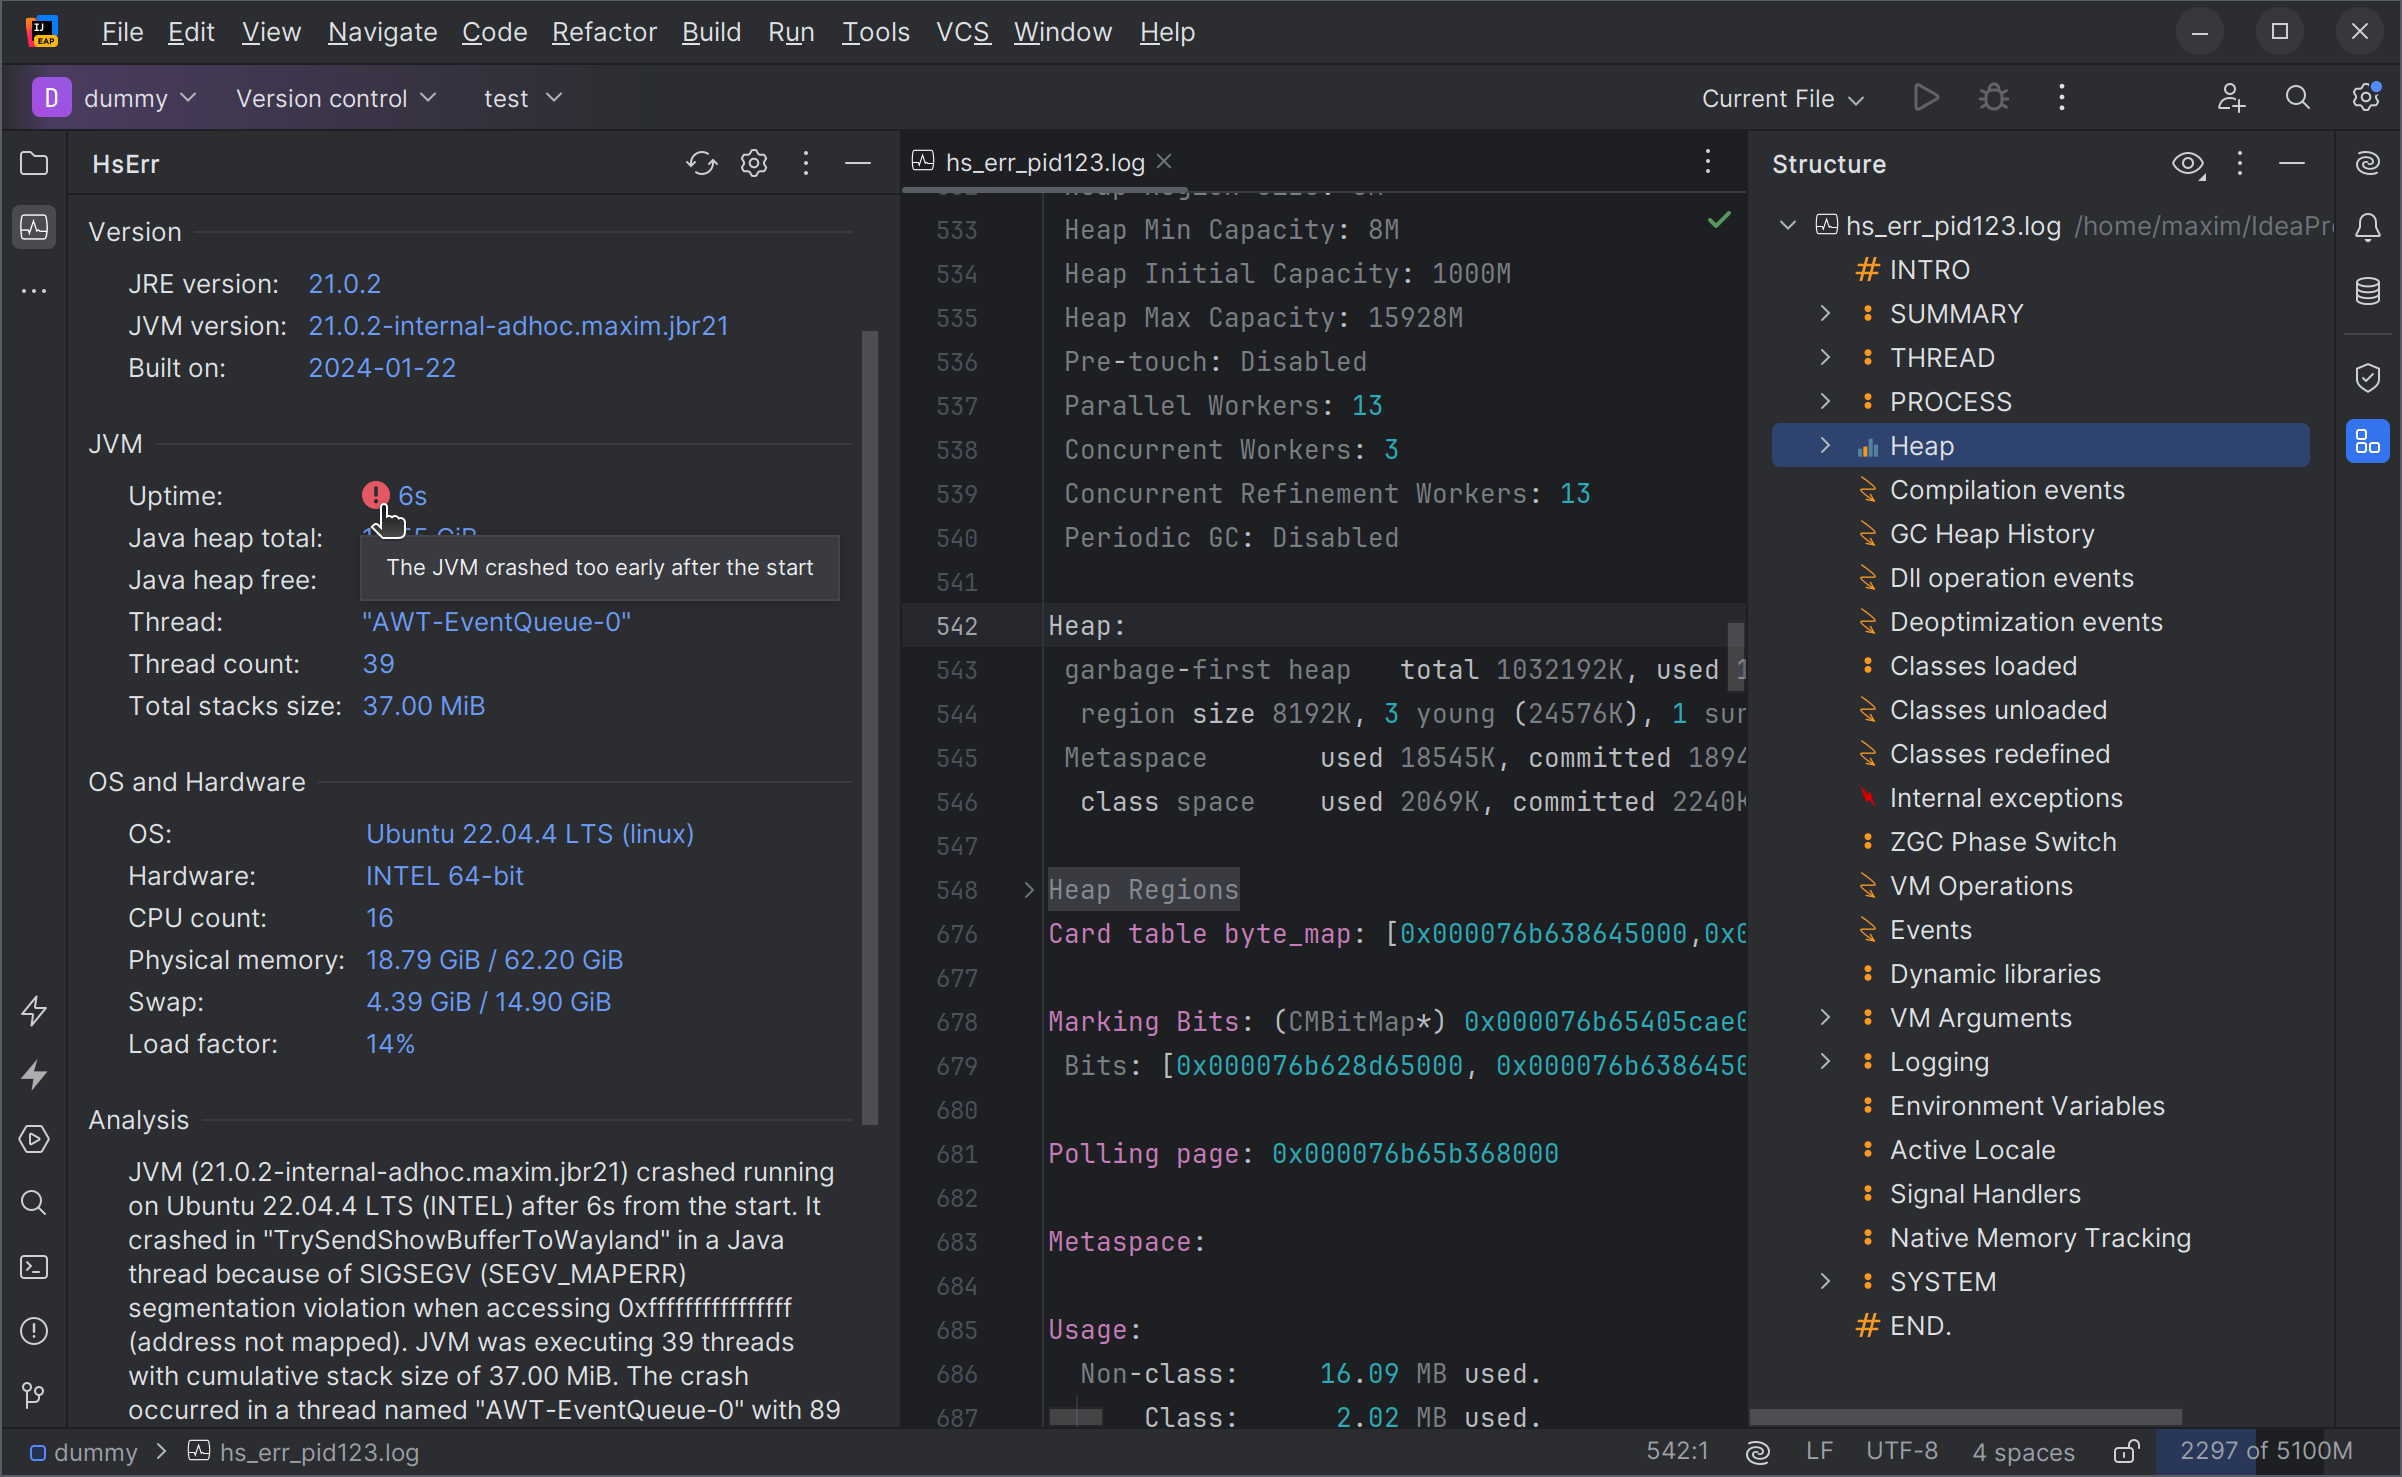 File Edit View Navigate Code Refactor Build Run Tools VCS Window Help
D dummy Version control test Current File
HsErr
Version
JRE version: 21.0.2
JVM version: 21.0.2-internal-adhoc.maxim.jbr21
Built on: 2024-01-22
JVM
Uptime: 6s
Java heap total:
Java heap free:
The JVM crashed too early after the start
Thread: "AWT-EventQueue-0"
Thread count: 39
Total stacks size: 37.00 MiB
OS and Hardware
OS: Ubuntu 22.04.4 LTS (linux)
Hardware: INTEL 64-bit
CPU count: 16
Physical memory: 18.79 GiB / 62.20 GiB
Swap: 4.39 GiB / 14.90 GiB
Load factor: 14%
Analysis
JVM (21.0.2-internal-adhoc.maxim.jbr21) crashed running
on Ubuntu 22.04.4 LTS (INTEL) after 6s from the start. It
crashed in "TrySendShowBufferToWayland" in a Java
thread because of SIGSEGV (SEGV_MAPERR)
segmentation violation when accessing 0xffffffffffffffff
(address not mapped). JVM was executing 39 threads
with cumulative stack size of 37.00 MiB. The crash
occurred in a thread named "AWT-EventQueue-0" with 89
hs_err_pid123.log
533 Heap Min Capacity: 8M
534 Heap Initial Capacity: 1000M
535 Heap Max Capacity: 15928M
536 Pre-touch: Disabled
537 Parallel Workers: 13
538 Concurrent Workers: 3
539 Concurrent Refinement Workers: 13
540 Periodic GC: Disabled
541
542 Heap:
543 garbage-first heap total 1032192K, used 1
544 region size 8192K, 3 young (24576K), 1 sur
545 Metaspace used 18545K, committed 1894
546 class space used 2069K, committed 2240K
547
548 Heap Regions
676 Card table byte_map: [0x000076b638645000,0x0
677
678 Marking Bits: (CMBitMap*) 0x000076b65405cae0
679 Bits: [0x000076b628d65000, 0x000076b6386450
680
681 Polling page: 0x000076b65b368000
682
683 Metaspace:
684
685 Usage:
686 Non-class: 16.09 MB used.
687 Class: 2.02 MB used.
Structure
hs_err_pid123.log /home/maxim/IdeaPr
INTRO
SUMMARY
THREAD
PROCESS
Heap
Compilation events
GC Heap History
Dll operation events
Deoptimization events
Classes loaded
Classes unloaded
Classes redefined
Internal exceptions
ZGC Phase Switch
VM Operations
Events
Dynamic libraries
VM Arguments
Logging
Environment Variables
Active Locale
Signal Handlers
Native Memory Tracking
SYSTEM
END.
dummy hs_err_pid123.log 542:1 LF UTF-8 4 spaces 2297 of 5100M